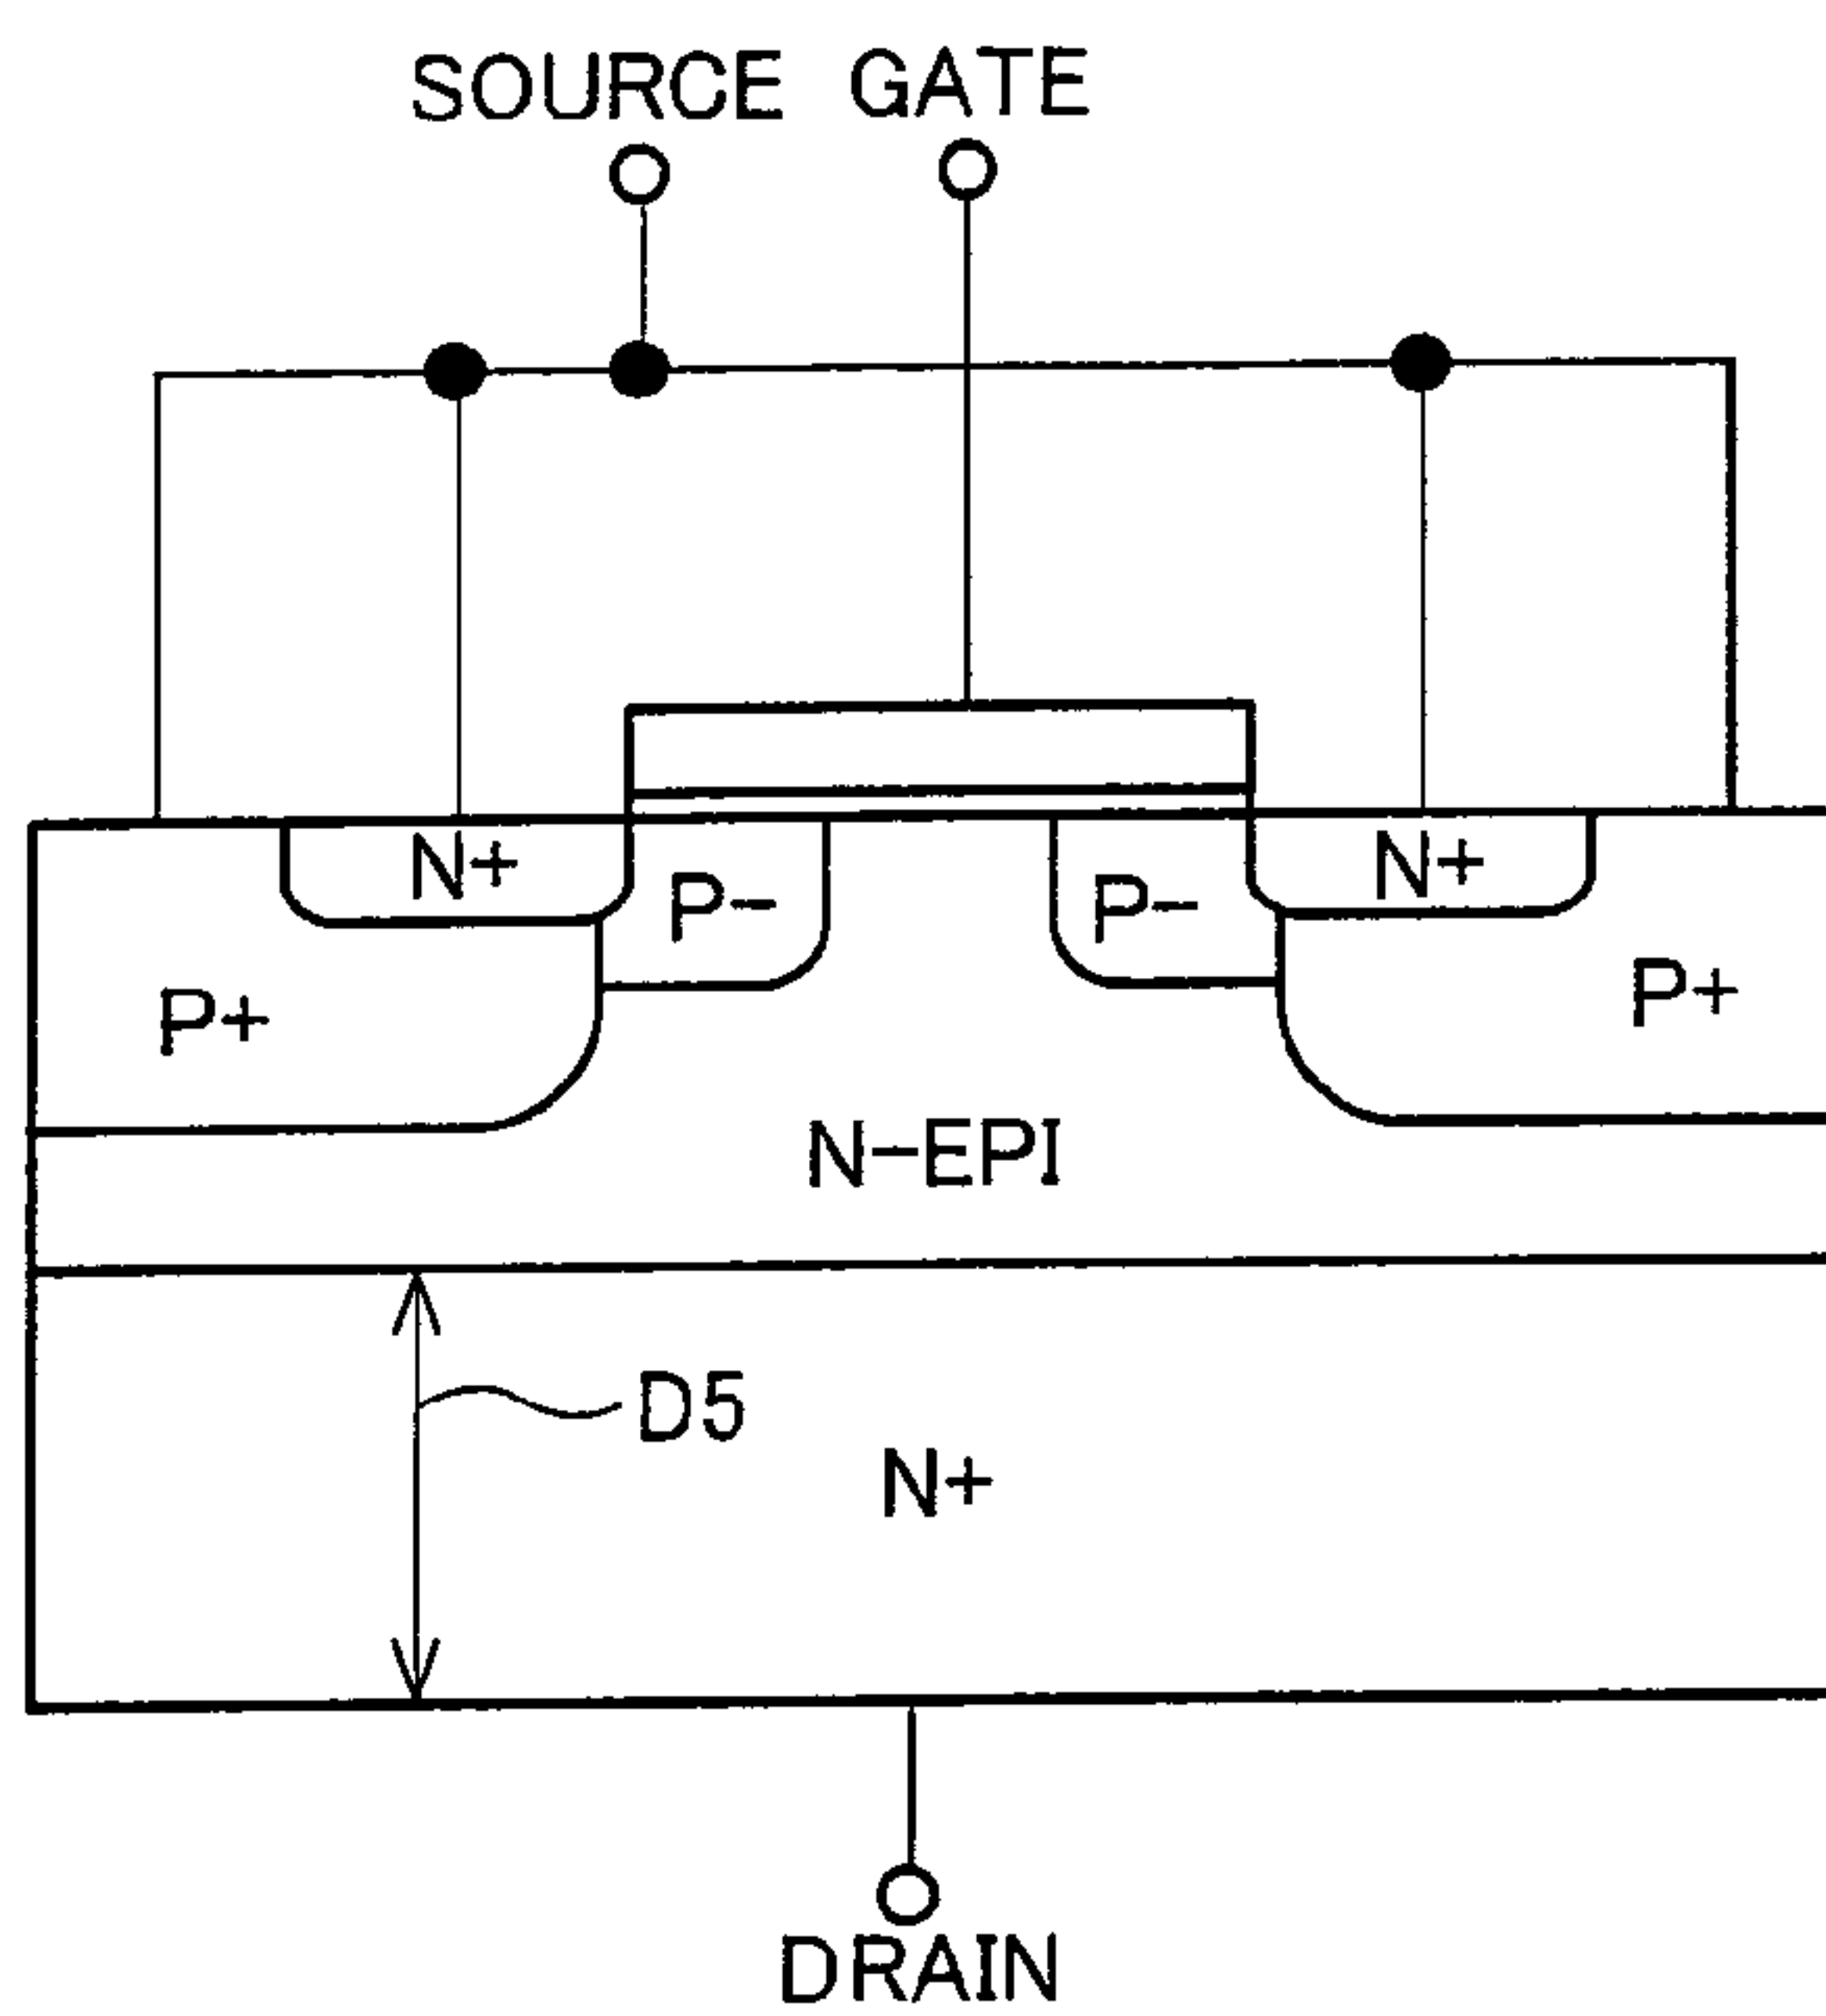 SOURCE GATE
N+ P- P- N+
P+ P+
N-EPI
D5
N+
DRAIN